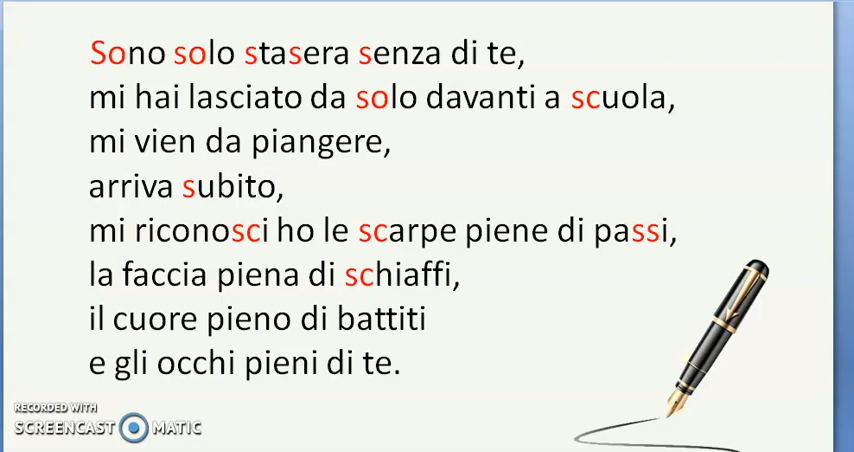 Sono solo stasera senza di te,
mi hai lasciato da solo davanti a scuola,
mi vien da piangere,
arriva subito,
mi riconosci ho le scarpe piene di passi,
la faccia piena di schiaffi,
il cuore pieno di battiti
e gli occhi pieni di te.
RECORDED WITH
SCREENCAST MATIC